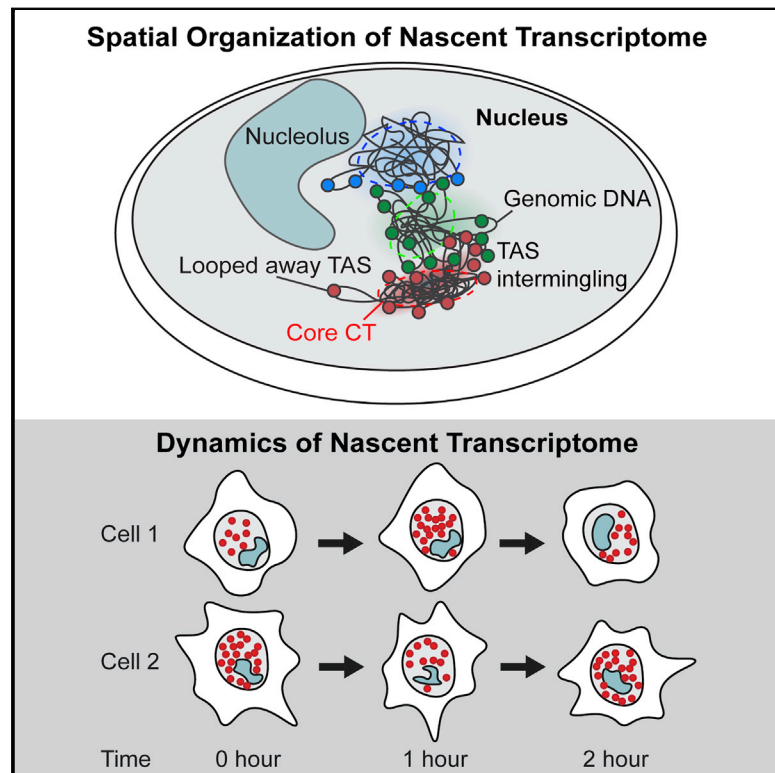 Spatial Organization of Nascent Transcriptome
Nucleolus
Nucleus
Genomic DNA
Looped away TAS
TAS
intermingling
Core CT
Dynamics of Nascent Transcriptome
Cell 1
Cell 2
Time 0 hour 1 hour 2 hour